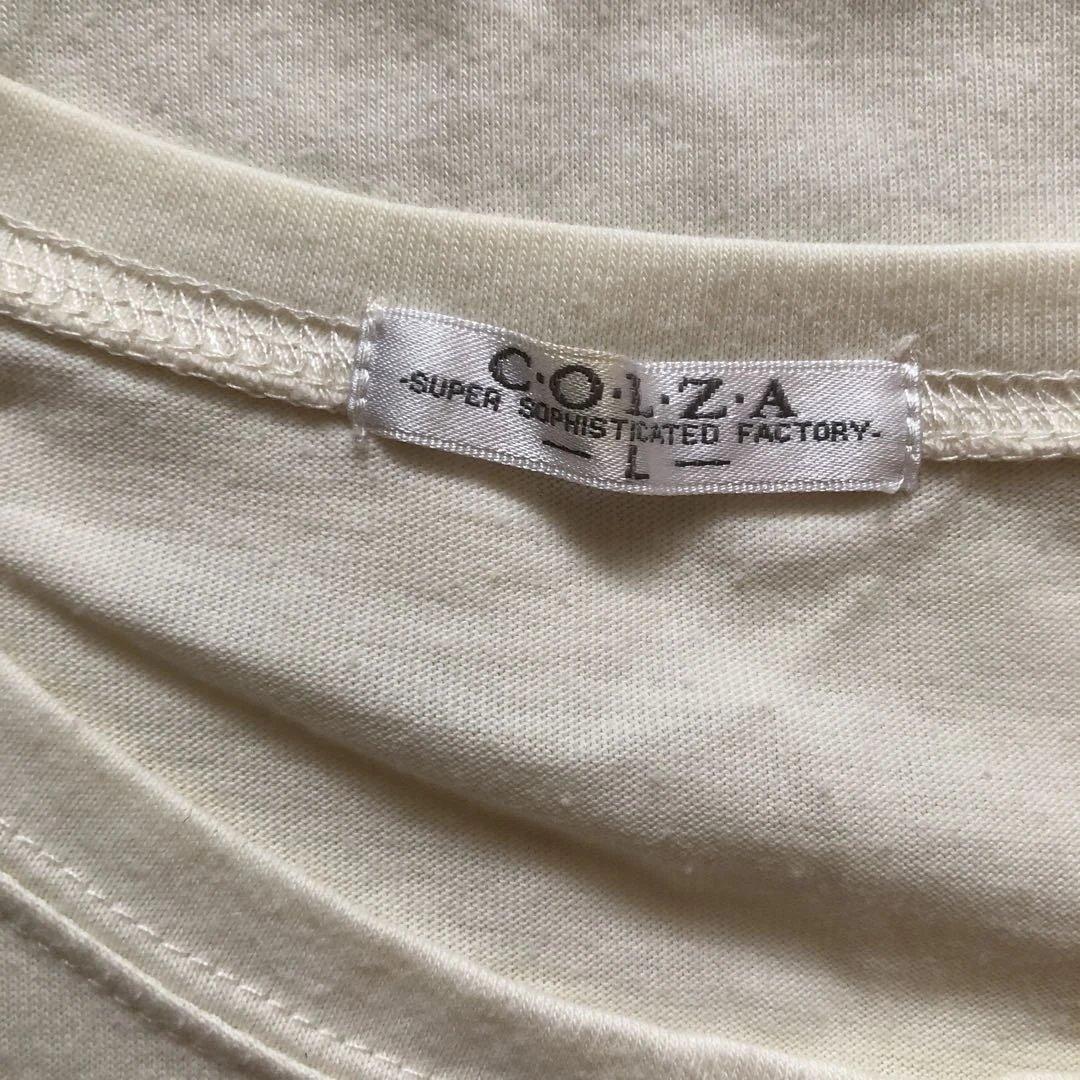 C·O·L·Z·A
-SUPER SOPHISTICATED FACTORY-
— L —